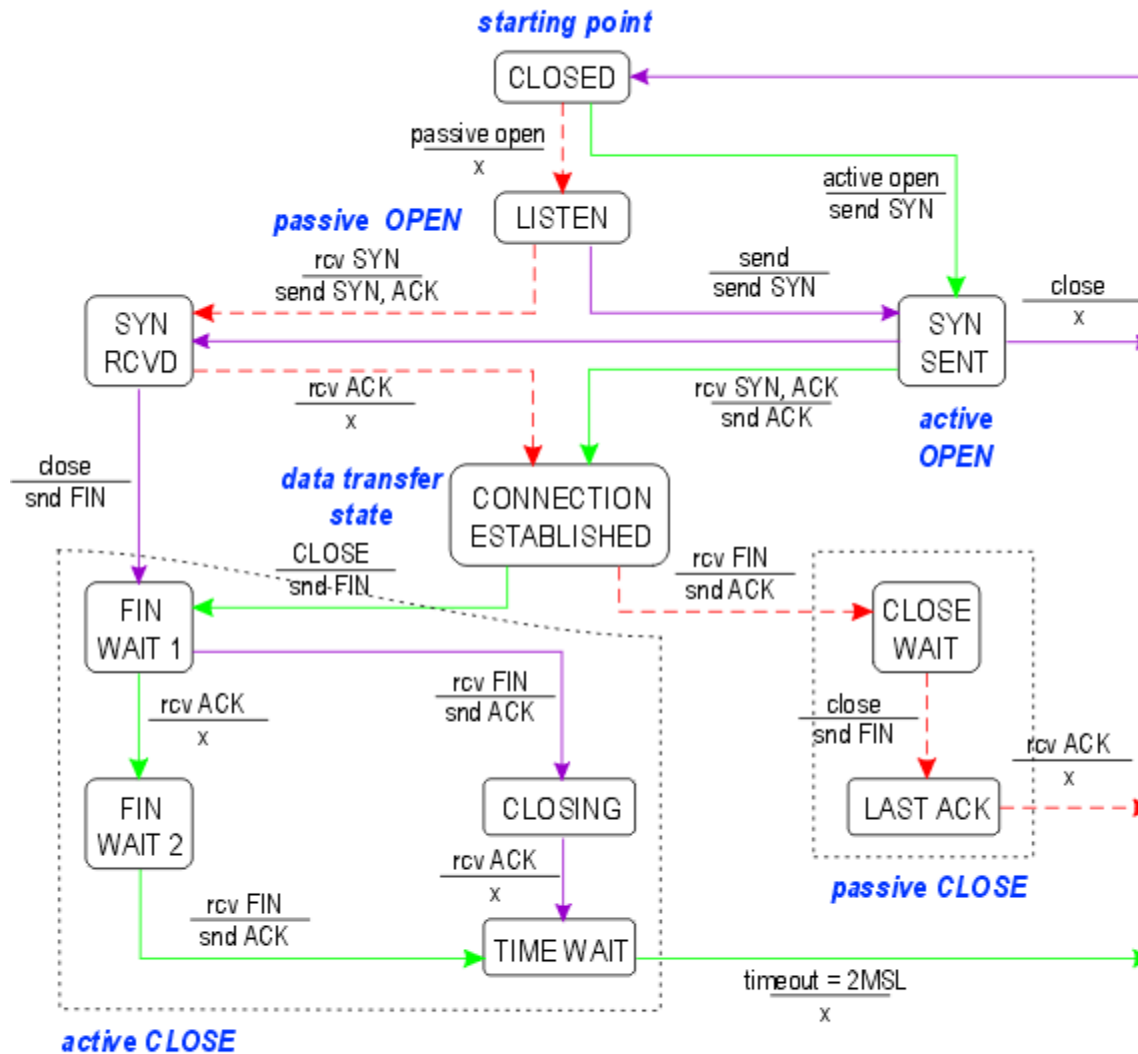 starting point
CLOSED
passive open
x
active open
send SYN
LISTEN
passive OPEN
rcv SYN
send SYN, ACK
send
send SYN
close
x
SYN
RCVD
SYN
SENT
rcv ACK
x
rcv SYN, ACK
snd ACK
active
OPEN
close
snd FIN
data transfer
state
CONNECTION
ESTABLISHED
CLOSE
snd FIN
rcv FIN
snd ACK
FIN
WAIT 1
CLOSE
WAIT
rcv ACK
x
rcv FIN
snd ACK
close
snd FIN
rcv ACK
x
FIN
WAIT 2
CLOSING
LAST ACK
rcv ACK
x
passive CLOSE
rcv FIN
snd ACK
TIME WAIT
timeout = 2MSL
x
active CLOSE